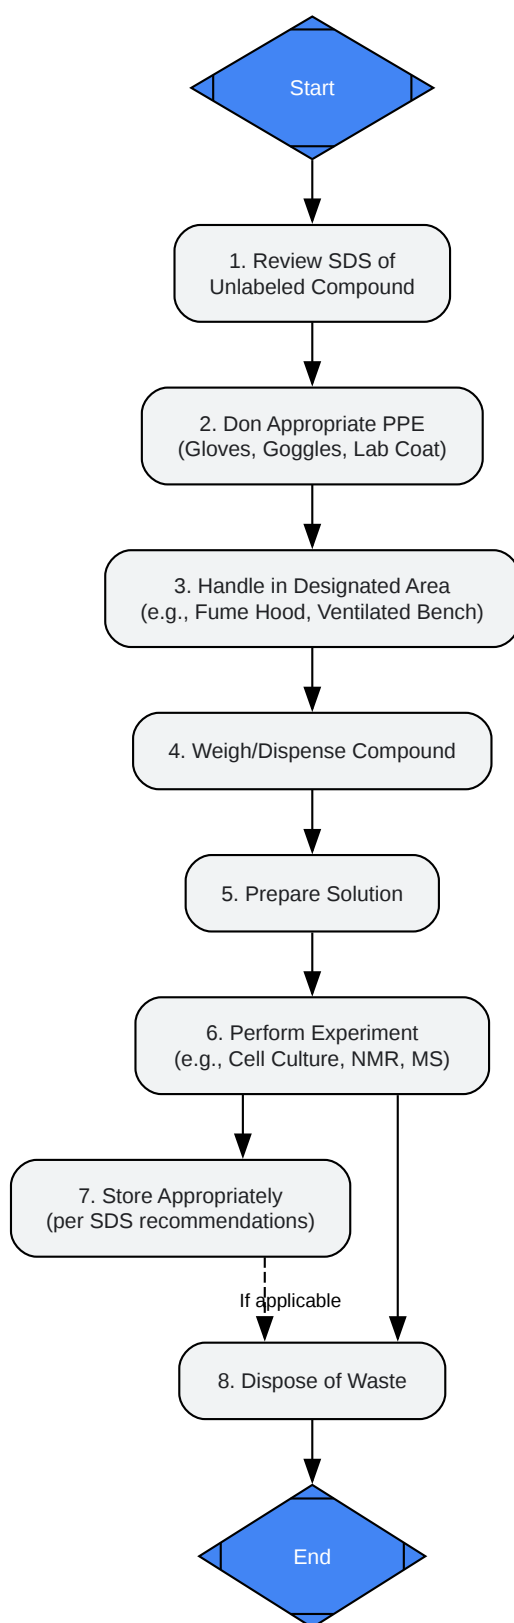 Start
1. Review SDS of
Unlabeled Compound
2. Don Appropriate PPE
(Gloves, Goggles, Lab Coat)
3. Handle in Designated Area
(e.g., Fume Hood, Ventilated Bench)
4. Weigh/Dispense Compound
5. Prepare Solution
6. Perform Experiment
(e.g., Cell Culture, NMR, MS)
7. Store Appropriately
(per SDS recommendations)
If applicable
8. Dispose of Waste
End